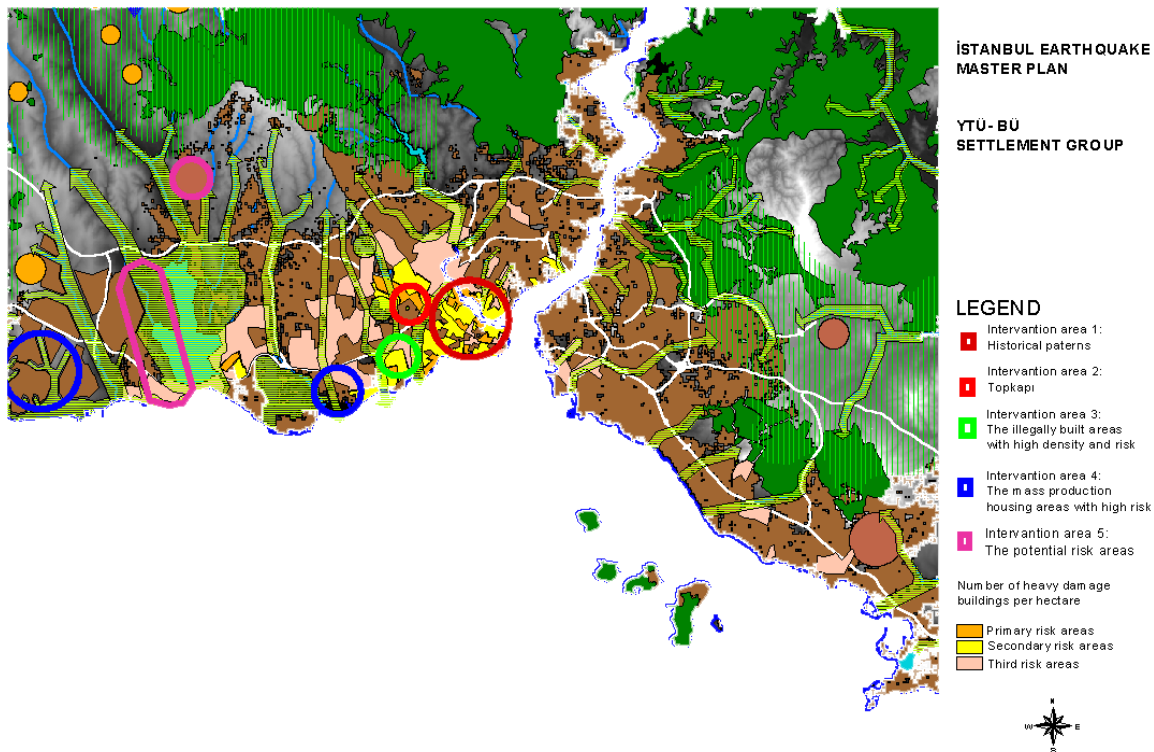 İSTANBUL EARTHQUAKE
MASTER PLAN
YTÜ- BÜ
SETTLEMENT GROUP
LEGEND
Intervantion area 1:
Historical paterns
Intervantion area 2:
Topkapı
Intervantion area 3:
The illegally built areas
with high density and risk
Intervantion area 4:
The mass production
housing areas with high risk
Intervantion area 5:
The potential risk areas
Number of heavy damage
buildings per hectare
Primary risk areas
Secondary risk areas
Third risk areas
N
W E
S